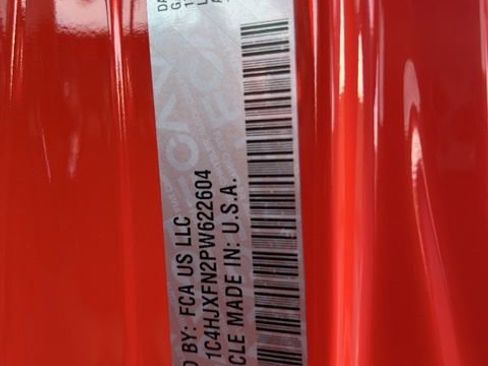 D BY: FCA US LLC
1C4HJXFN2PW622604
CLE MADE IN: U.S.A.